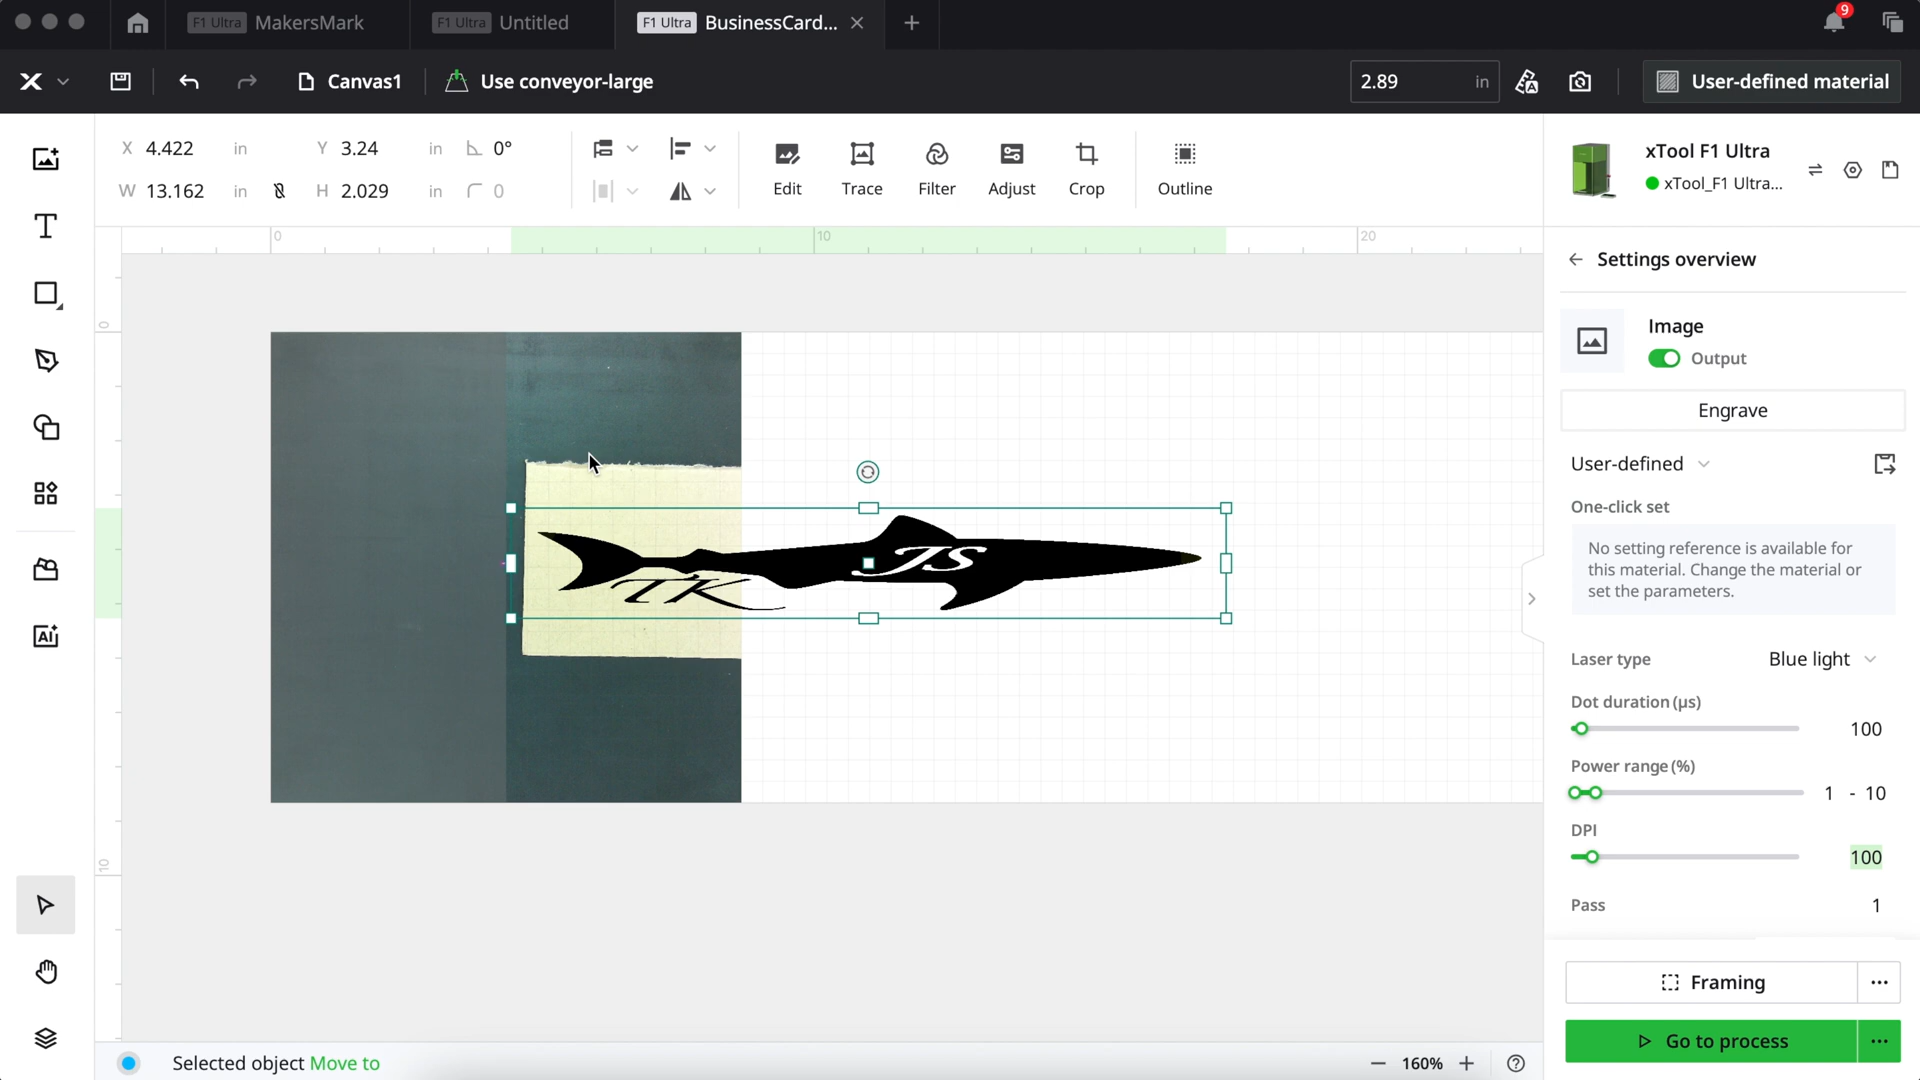 F1 Ultra MakersMark
F1 Ultra Untitled
F1 Ultra BusinessCard...
9
Canvas1
Use conveyor-large
2.89 in
User-defined material
X 4.422 in
Y 3.24 in
0°
W 13.162 in
H 2.029 in
0
Edit
Trace
Filter
Adjust
Crop
Outline
xTool F1 Ultra
xTool_F1 Ultra...
0
10
20
0
10
JS
TK
Settings overview
Image
Output
Engrave
User-defined
One-click set
No setting reference is available for
this material. Change the material or
set the parameters.
Laser type Blue light
Dot duration (µs)
100
Power range (%)
1 - 10
DPI
100
Pass 1
Framing
Go to process
Ai
Selected object Move to
160%